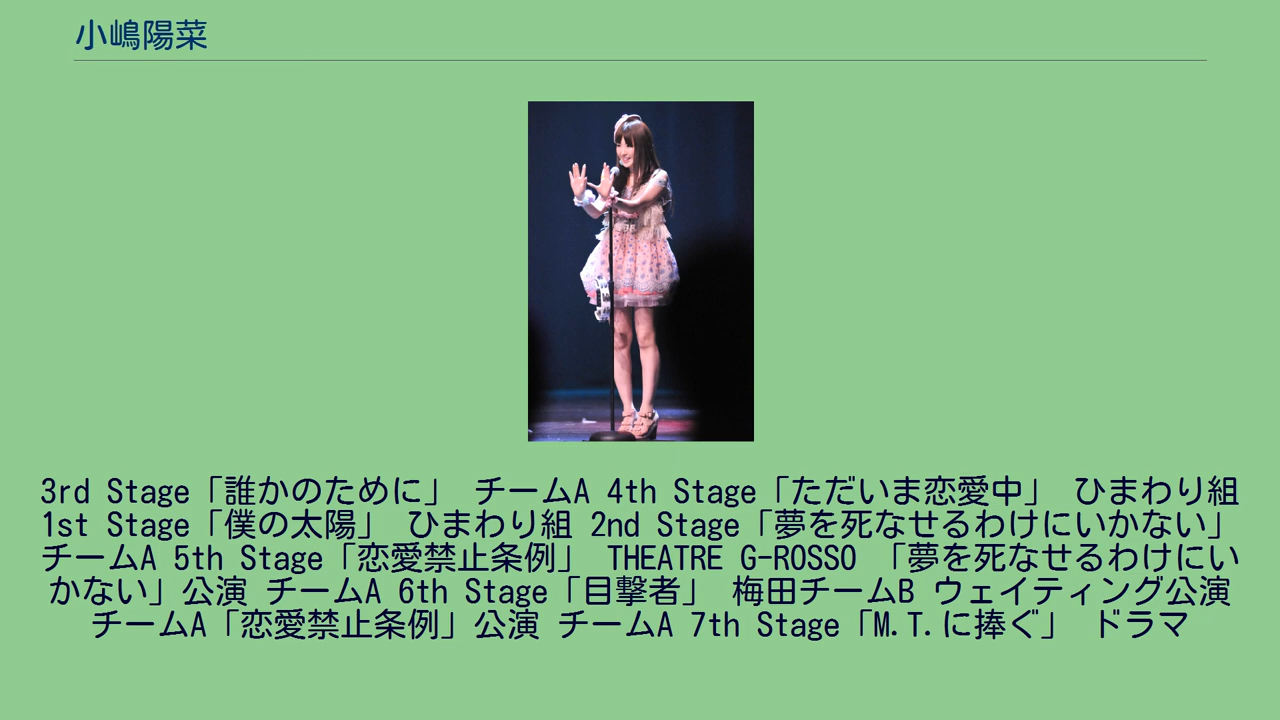 小嶋陽菜
3rd Stage「誰かのために」 チームA 4th Stage「ただいま恋愛中」 ひまわり組
1st Stage「僕の太陽」 ひまわり組 2nd Stage「夢を死なせるわけにいかない」
チームA 5th Stage「恋愛禁止条例」 THEATRE G-ROSSO 「夢を死なせるわけにい
かない」公演 チームA 6th Stage「目撃者」 梅田チームB ウェイティング公演
チームA「恋愛禁止条例」公演 チームA 7th Stage「M.T.に捧ぐ」 ドラマ